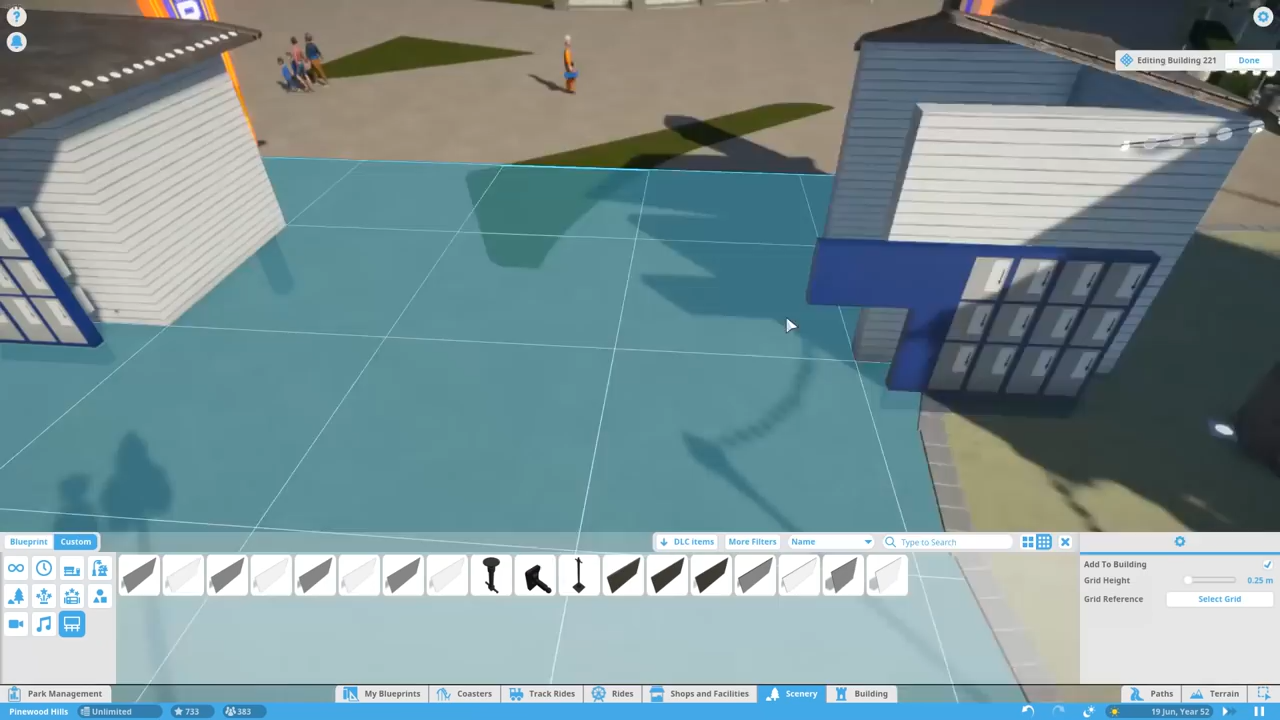 Editing Building 221 Done
Blueprint Custom DLC items More Filters Name Type to Search
Add To Building
Grid Height 0.25 m
Grid Reference Select Grid
Park Management My Blueprints Coasters Track Rides Rides Shops and Facilities Scenery Building Paths Terrain
Pinewood Hills Unlimited 733 383 19 Jun, Year 52